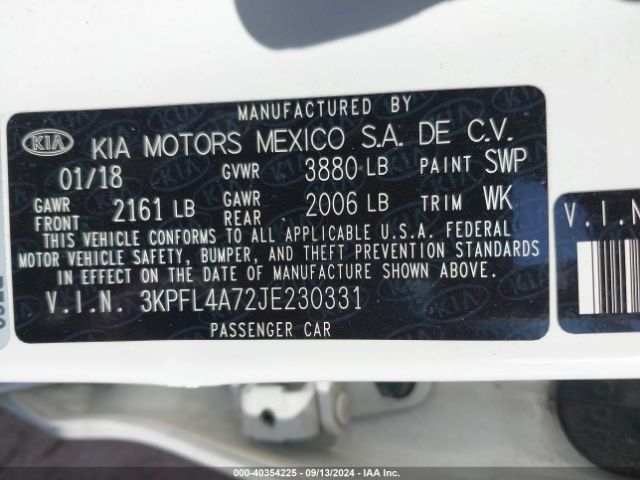 MANUFACTURED BY
KIA KIA MOTORS MEXICO S.A. DE C.V.
01/18 GVWR 3880 LB PAINT SWP
GAWR FRONT 2161 LB GAWR REAR 2006 LB TRIM WK
THIS VEHICLE CONFORMS TO ALL APPLICABLE U.S.A. FEDERAL
MOTOR VEHICLE SAFETY, BUMPER, AND THEFT PREVENTION STANDARDS
IN EFFECT ON THE DATE OF MANUFACTURE SHOWN ABOVE.
V.I.N. 3KPFL4A72JE230331
PASSENGER CAR
V.I.N
000-40354225 - 09/13/2024 - IAA Inc.